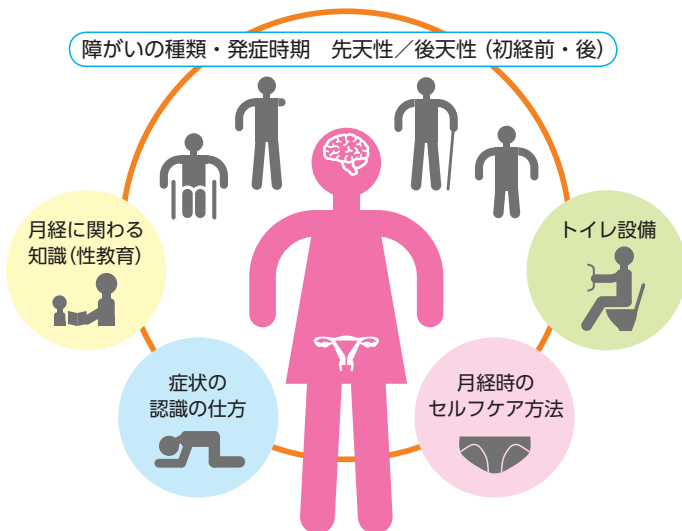 障がいの種類・発症時期　先天性／後天性（初経前・後）
月経に関わる
知識（性教育）
トイレ設備
症状の
認識の仕方
月経時の
セルフケア方法